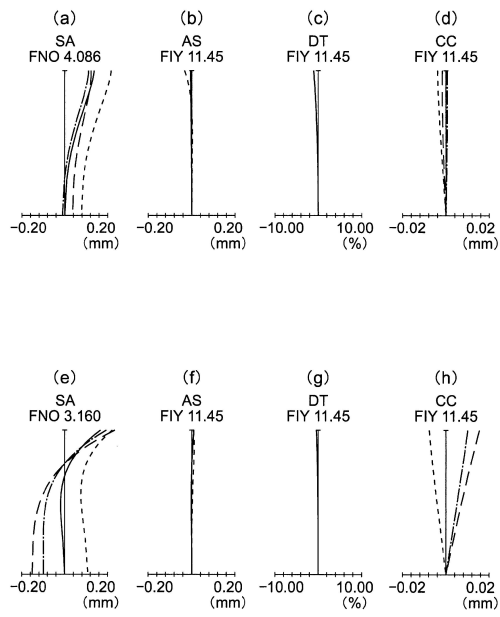 (a) (b) (c) (d)
SA AS DT CC
FNO 4.086 FIY 11.45 FIY 11.45 FIY 11.45
−0.20 0.20 −0.20 0.20 −10.00 10.00 −0.02 0.02
(mm) (mm) (%) (mm)
(e) (f) (g) (h)
SA AS DT CC
FNO 3.160 FIY 11.45 FIY 11.45 FIY 11.45
−0.20 0.20 −0.20 0.20 −10.00 10.00 −0.02 0.02
(mm) (mm) (%) (mm)